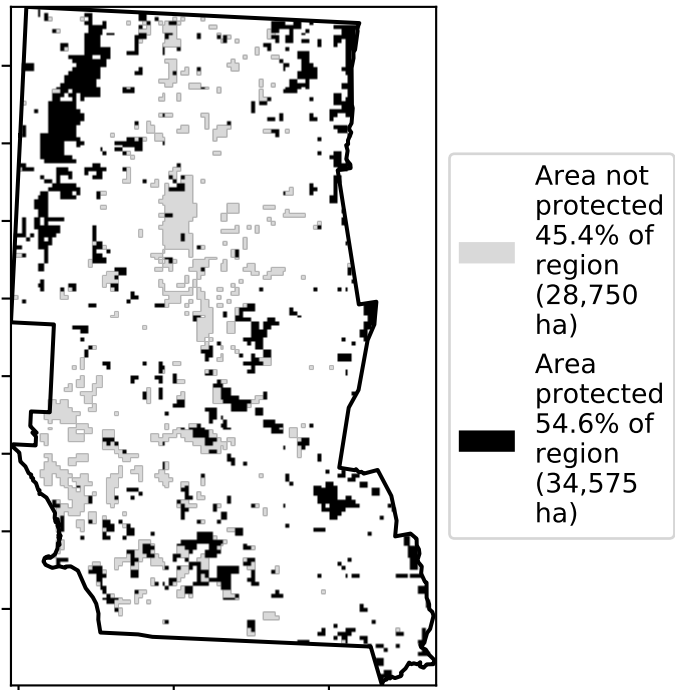 Area not
protected
45.4% of
region
(28,750
ha)
Area
protected
54.6% of
region
(34,575
ha)